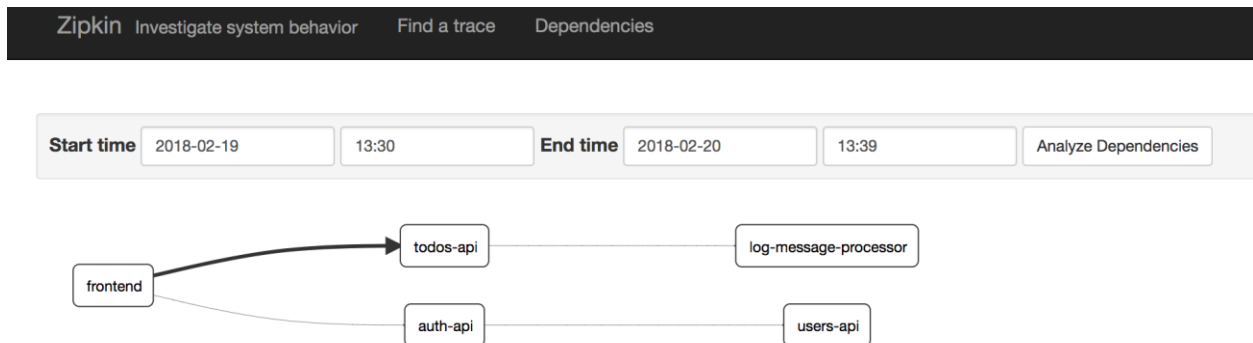 Zipkin Investigate system behavior Find a trace Dependencies
Start time 2018-02-19 13:30 End time 2018-02-20 13:39 Analyze Dependencies
todos-api log-message-processor
frontend
auth-api users-api